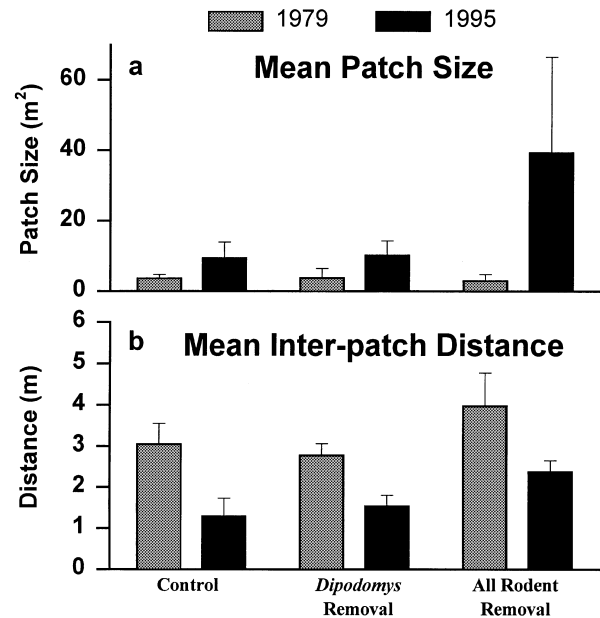 1979 1995
a Mean Patch Size
Patch Size (m²)
60
40
20
0
b Mean Inter-patch Distance
Distance (m)
6
5
4
3
2
1
0
Control Dipodomys All Rodent
Removal Removal